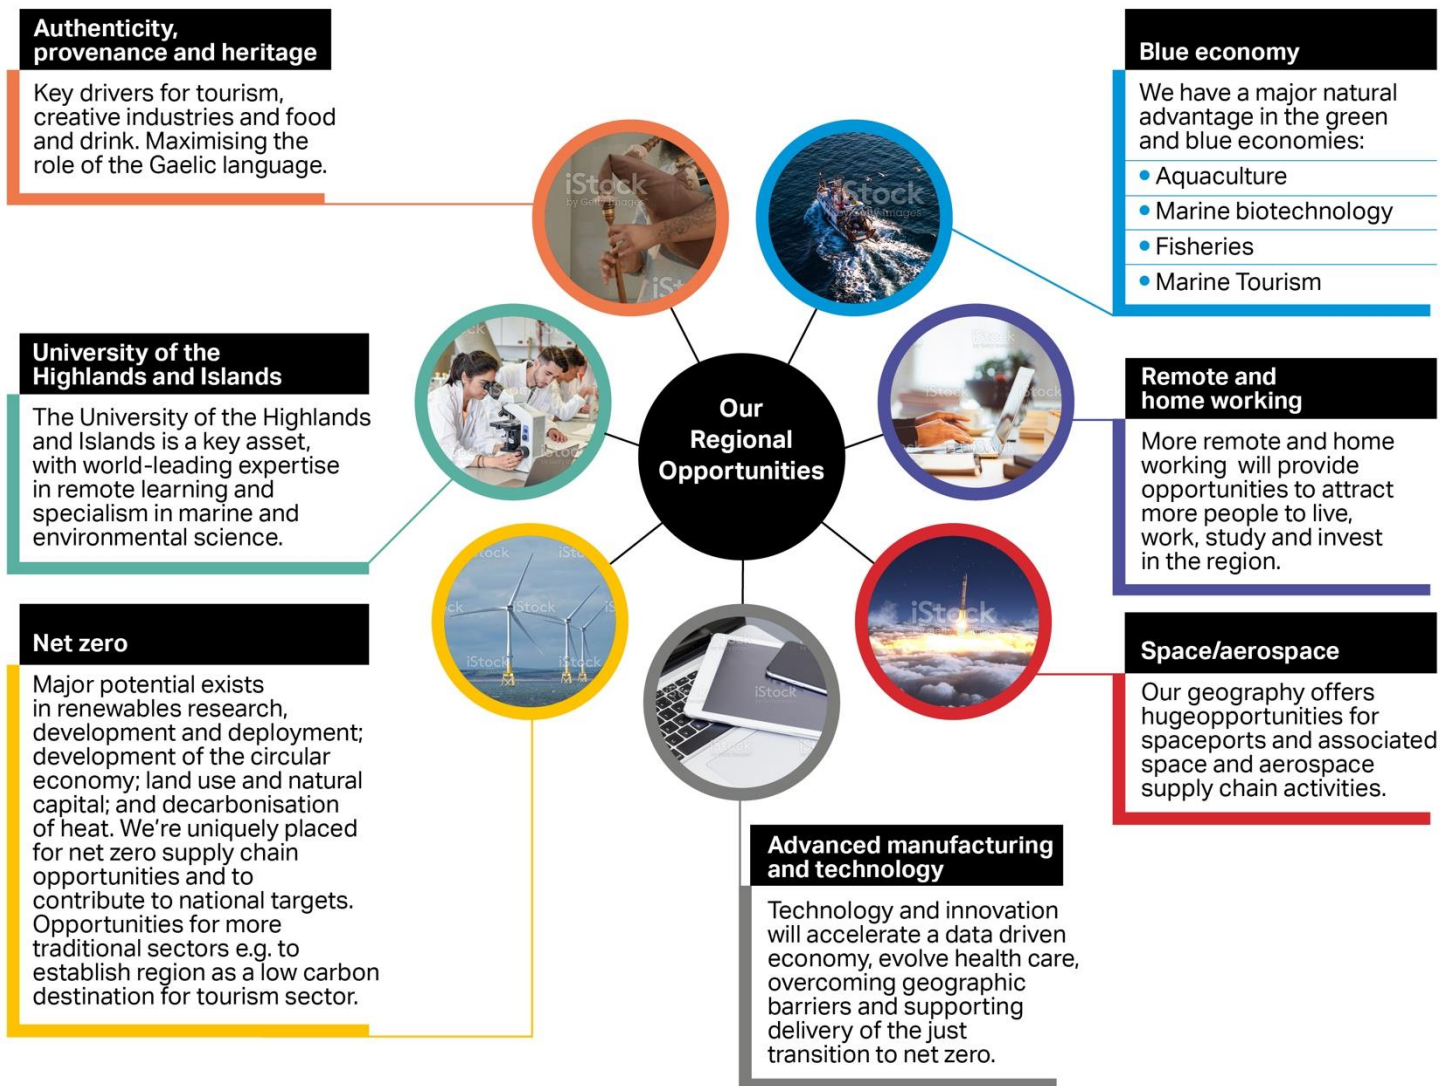 Authenticity,
provenance and heritage
Key drivers for tourism,
creative industries and food
and drink. Maximising the
role of the Gaelic language.
Blue economy
We have a major natural
advantage in the green
and blue economies:
• Aquaculture
• Marine biotechnology
• Fisheries
• Marine Tourism
University of the
Highlands and Islands
The University of the Highlands
and Islands is a key asset,
with world-leading expertise
in remote learning and
specialism in marine and
environmental science.
Our
Regional
Opportunities
Remote and
home working
More remote and home
working will provide
opportunities to attract
more people to live,
work, study and invest
in the region.
Net zero
Major potential exists
in renewables research,
development and deployment;
development of the circular
economy; land use and natural
capital; and decarbonisation
of heat. We’re uniquely placed
for net zero supply chain
opportunities and to
contribute to national targets.
Opportunities for more
traditional sectors e.g. to
establish region as a low carbon
destination for tourism sector.
Space/aerospace
Our geography offers
hugeopportunities for
spaceports and associated
space and aerospace
supply chain activities.
Advanced manufacturing
and technology
Technology and innovation
will accelerate a data driven
economy, evolve health care,
overcoming geographic
barriers and supporting
delivery of the just
transition to net zero.
iStock
by Getty Images
iStock
iStock
iStock
iStock
iStock
iStock